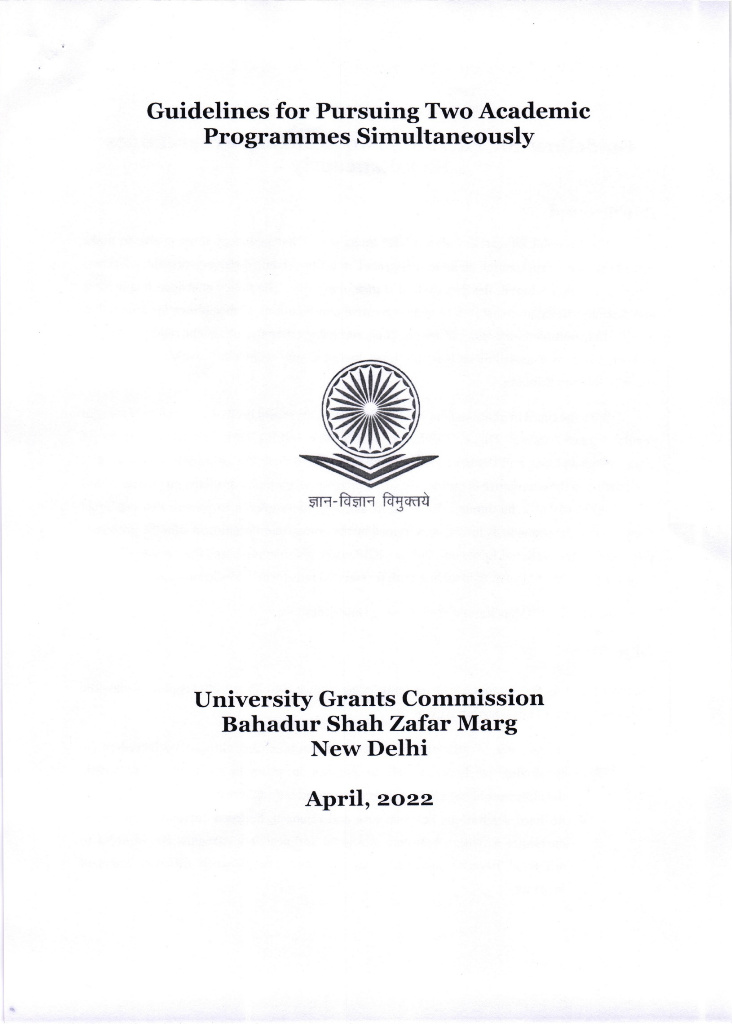 Guidelines for Pursuing Two Academic
Programmes Simultaneously
ज्ञान-विज्ञान विमुक्तये
University Grants Commission
Bahadur Shah Zafar Marg
New Delhi
April, 2022